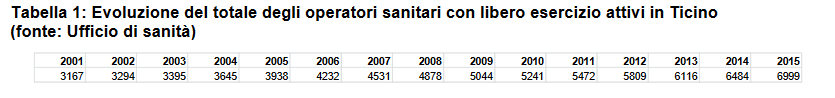 Tabella 1: Evoluzione del totale degli operatori sanitari con libero esercizio attivi in Ticino
(fonte: Ufficio di sanità)
2001 2002 2003 2004 2005 2006 2007 2008 2009 2010 2011 2012 2013 2014 2015
3167 3294 3395 3645 3938 4232 4531 4878 5044 5241 5472 5809 6116 6484 6999